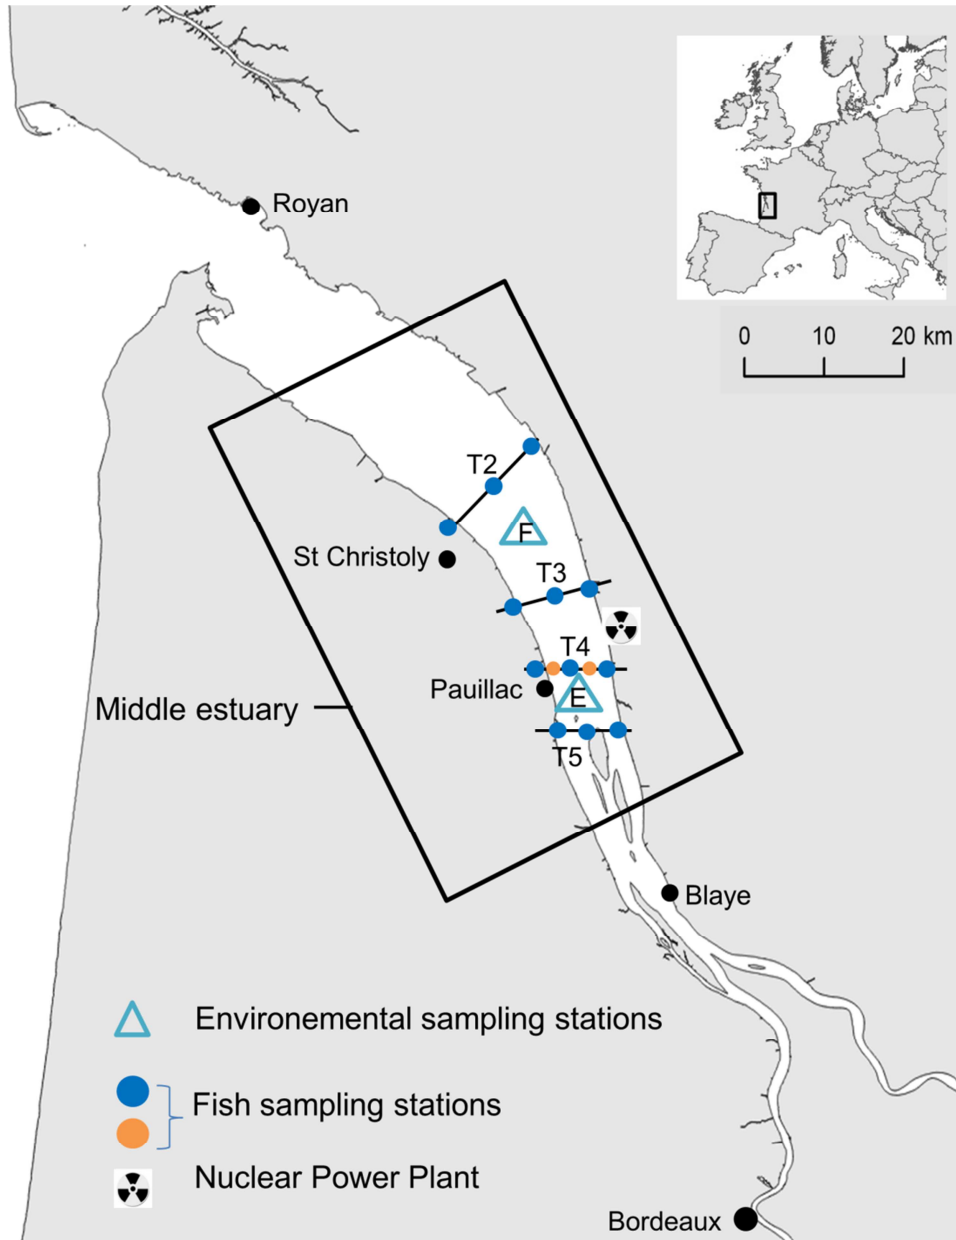 Royan
0 10 20 km
T2
F
St Christoly
T3
T4
Pauillac
E
Middle estuary
T5
Blaye
Environemental sampling stations
Fish sampling stations
Nuclear Power Plant
Bordeaux